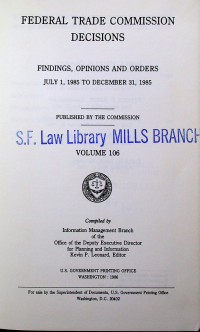 FEDERAL TRADE COMMISSION
DECISIONS
FINDINGS, OPINIONS AND ORDERS
JULY 1, 1985 TO DECEMBER 31, 1985
PUBLISHED BY THE COMMISSION
S.F. Law Library MILLS BRANCH
VOLUME 106
Compiled by
Information Management Branch
of the
Office of the Deputy Executive Director
for Planning and Information
Kevin F. Leonard, Editor
U.S. GOVERNMENT PRINTING OFFICE
WASHINGTON : 1986
For sale by the Superintendent of Documents, U.S. Government Printing Office
Washington, D.C. 20402